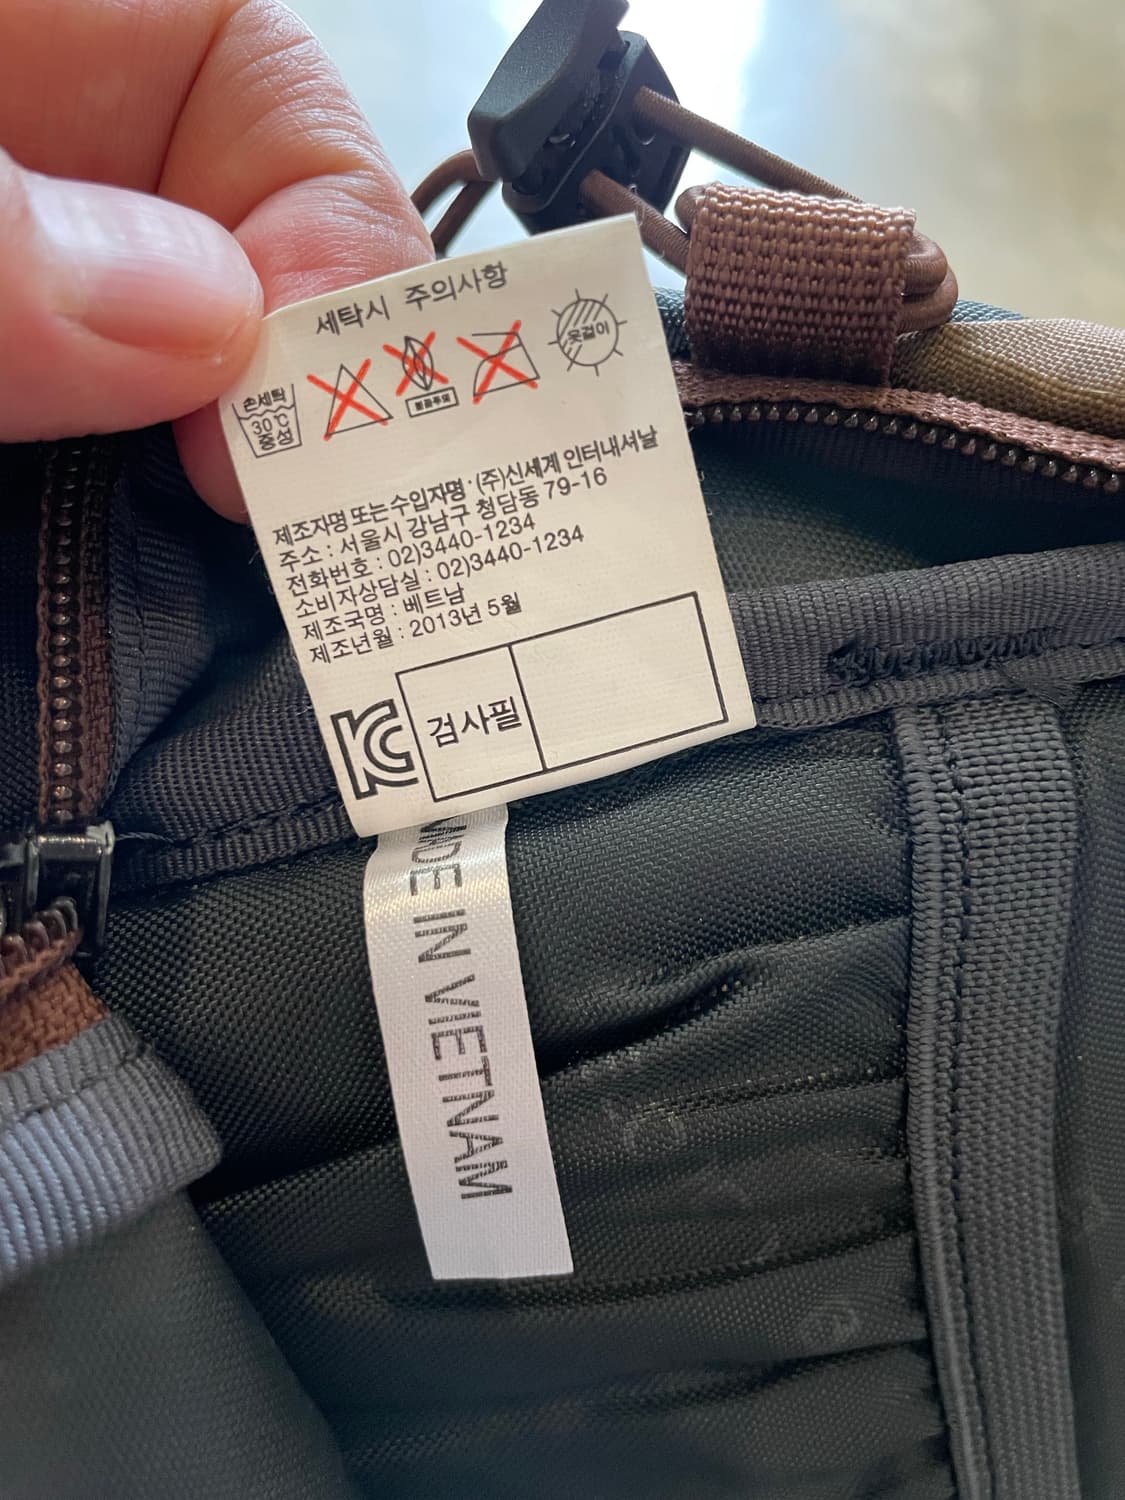 세탁시 주의사항
손세탁
30℃
중성
옷걸이
제조자명 또는 수입자명 : (주)신세계 인터내셔날
주소 : 서울시 강남구 청담동 79-16
전화번호 : 02)3440-1234
소비자상담실 : 02)3440-1234
제조국명 : 베트남
제조년월 : 2013년 5월
검사필
MADE IN VIETNAM